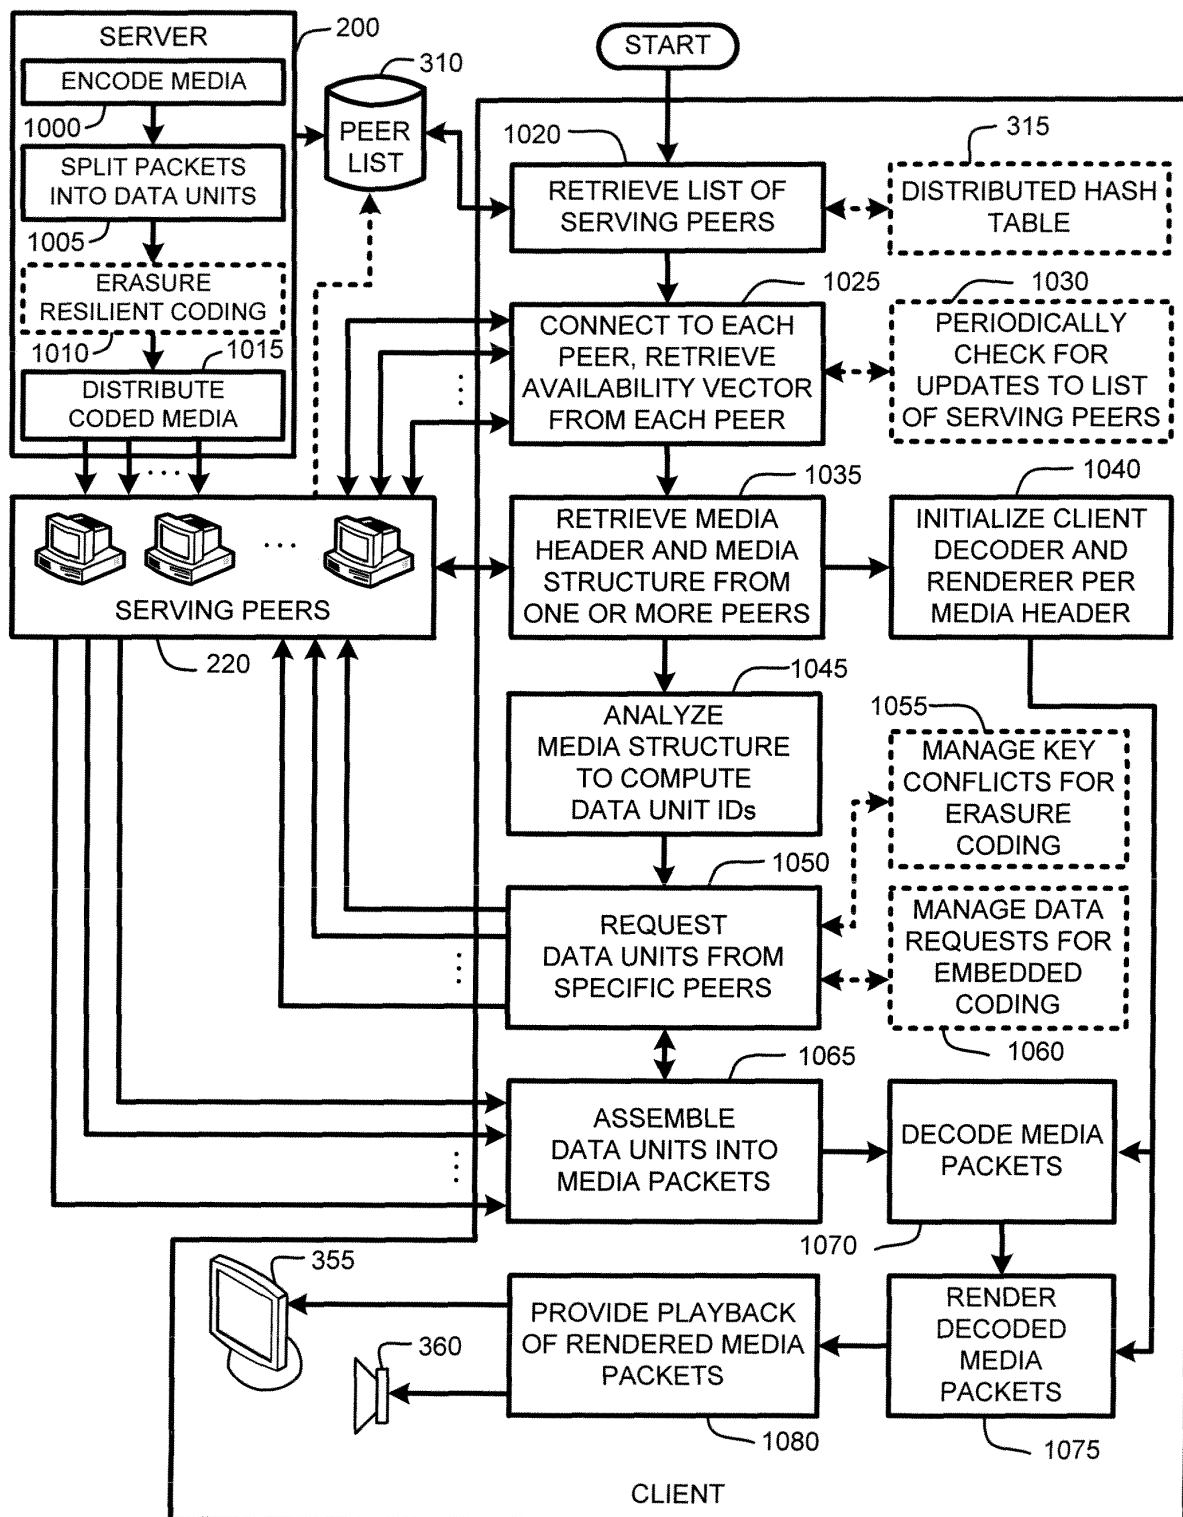 SERVER
200
ENCODE MEDIA
1000
SPLIT PACKETS
INTO DATA UNITS
1005
ERASURE
RESILIENT CODING
1010
1015
DISTRIBUTE
CODED MEDIA
310
PEER
LIST
START
1020
RETRIEVE LIST OF
SERVING PEERS
315
DISTRIBUTED HASH
TABLE
1025
CONNECT TO EACH
PEER, RETRIEVE
AVAILABILITY VECTOR
FROM EACH PEER
1030
PERIODICALLY
CHECK FOR
UPDATES TO LIST
OF SERVING PEERS
SERVING PEERS
220
1035
RETRIEVE MEDIA
HEADER AND MEDIA
STRUCTURE FROM
ONE OR MORE PEERS
1040
INITIALIZE CLIENT
DECODER AND
RENDERER PER
MEDIA HEADER
1045
ANALYZE
MEDIA STRUCTURE
TO COMPUTE
DATA UNIT IDs
1055
MANAGE KEY
CONFLICTS FOR
ERASURE
CODING
1050
REQUEST
DATA UNITS FROM
SPECIFIC PEERS
MANAGE DATA
REQUESTS FOR
EMBEDDED
CODING
1060
1065
ASSEMBLE
DATA UNITS INTO
MEDIA PACKETS
DECODE MEDIA
PACKETS
1070
355
360
PROVIDE PLAYBACK
OF RENDERED MEDIA
PACKETS
1080
RENDER
DECODED
MEDIA
PACKETS
1075
CLIENT